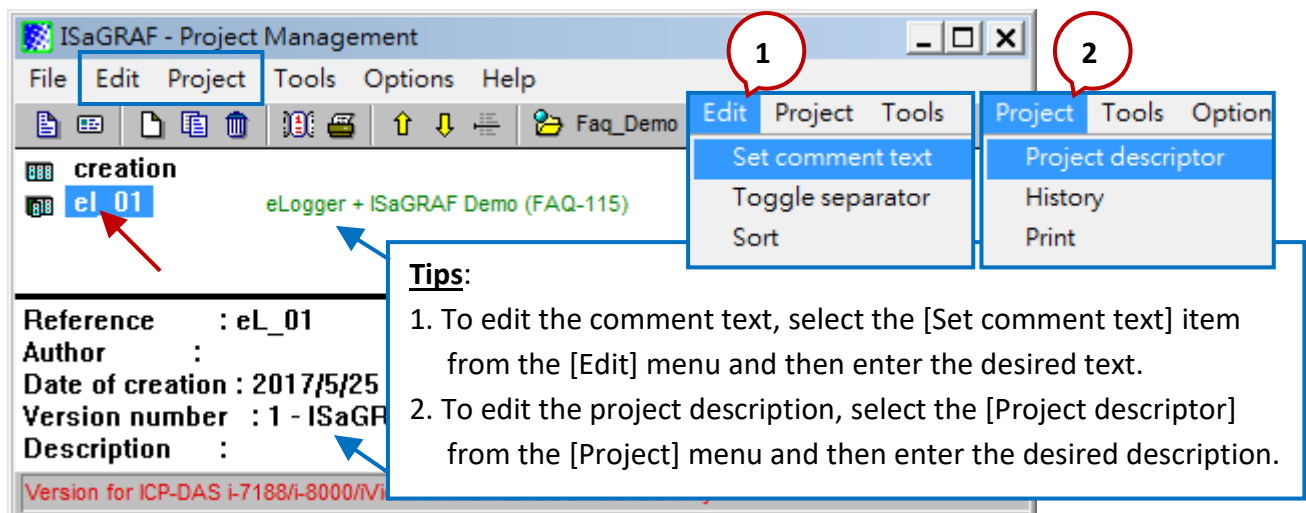 ISaGRAF - Project Management
File Edit Project Tools Options Help
Faq_Demo
1
Edit Project Tools
Set comment text
Toggle separator
Sort
2
Project Tools Option
Project descriptor
History
Print
creation
eL_01 eLogger + ISaGRAF Demo (FAQ-115)
Tips:
1. To edit the comment text, select the [Set comment text] item
from the [Edit] menu and then enter the desired text.
2. To edit the project description, select the [Project descriptor]
from the [Project] menu and then enter the desired description.
Reference : eL_01
Author :
Date of creation : 2017/5/25
Version number : 1 - ISaGR
Description :
Version for ICP-DAS i-7188/i-8000/iVi